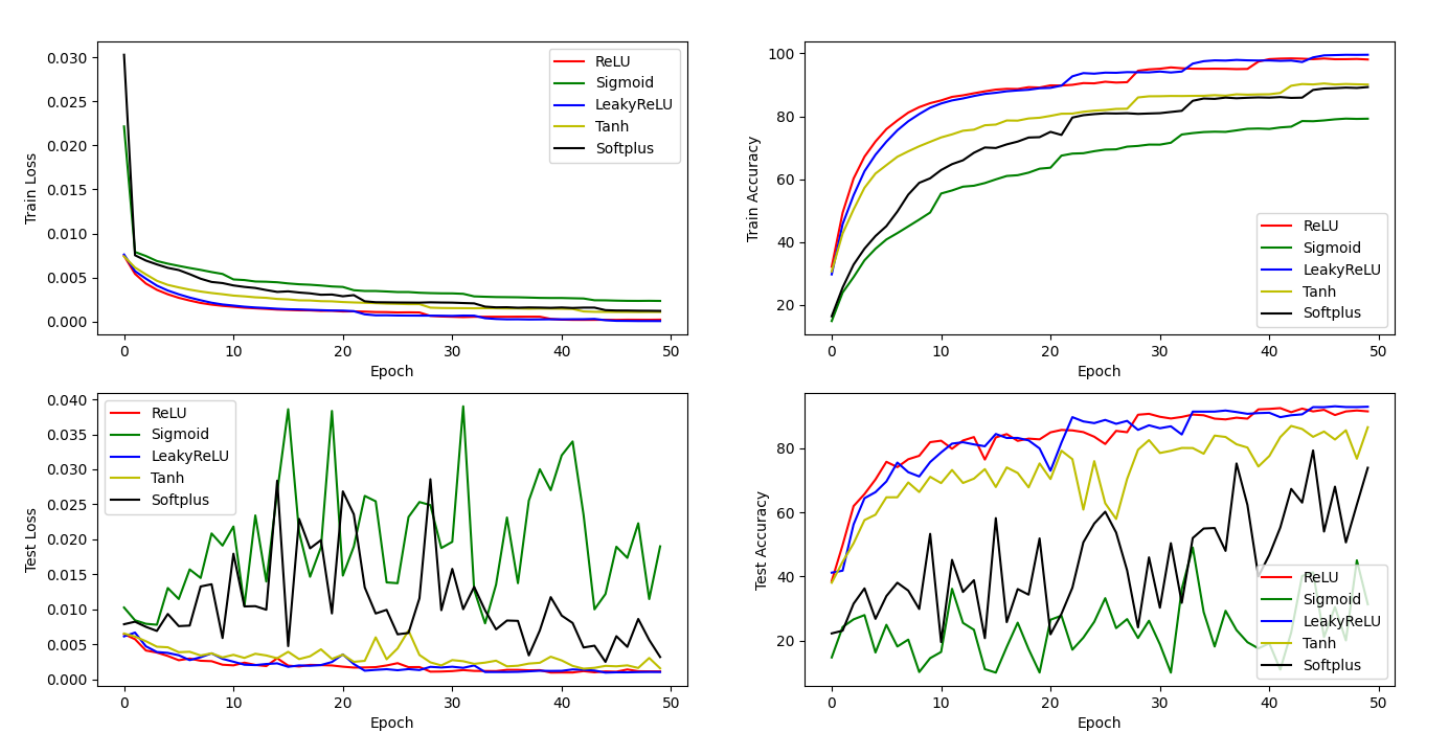 0.030
0.025
0.020
0.015
0.010
0.005
0.000
Train Loss
0 10 20 30 40 50
Epoch
ReLU
Sigmoid
LeakyReLU
Tanh
Softplus
100
80
60
40
20
Train Accuracy
0 10 20 30 40 50
Epoch
ReLU
Sigmoid
LeakyReLU
Tanh
Softplus
0.040
0.035
0.030
0.025
0.020
0.015
0.010
0.005
0.000
Test Loss
0 10 20 30 40 50
Epoch
ReLU
Sigmoid
LeakyReLU
Tanh
Softplus
80
60
40
20
Test Accuracy
0 10 20 30 40 50
Epoch
ReLU
Sigmoid
LeakyReLU
Tanh
Softplus